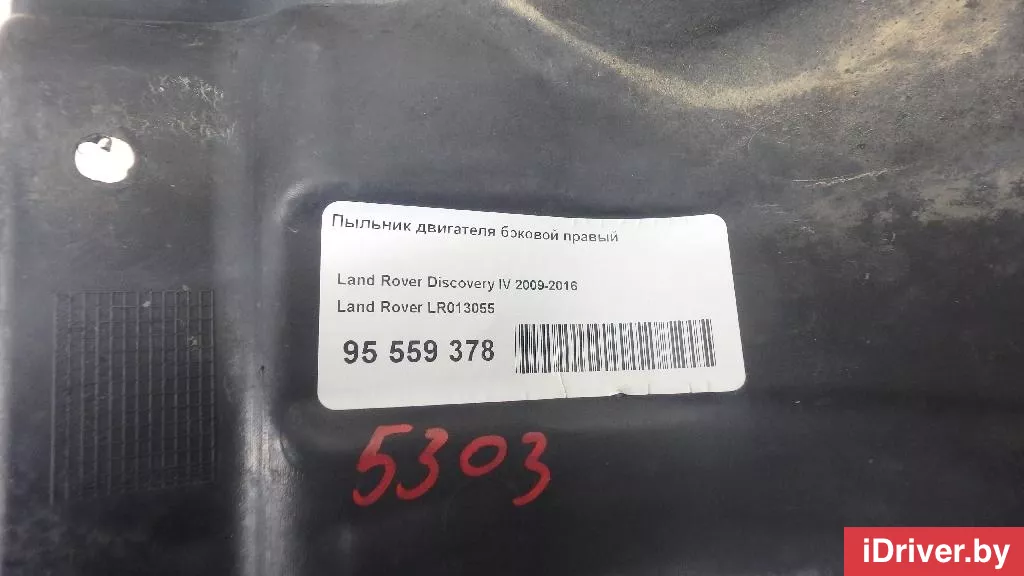 Пыльник двигателя боковой правый
Land Rover Discovery IV 2009-2016
Land Rover LR013055
95 559 378
5303
iDriver.by